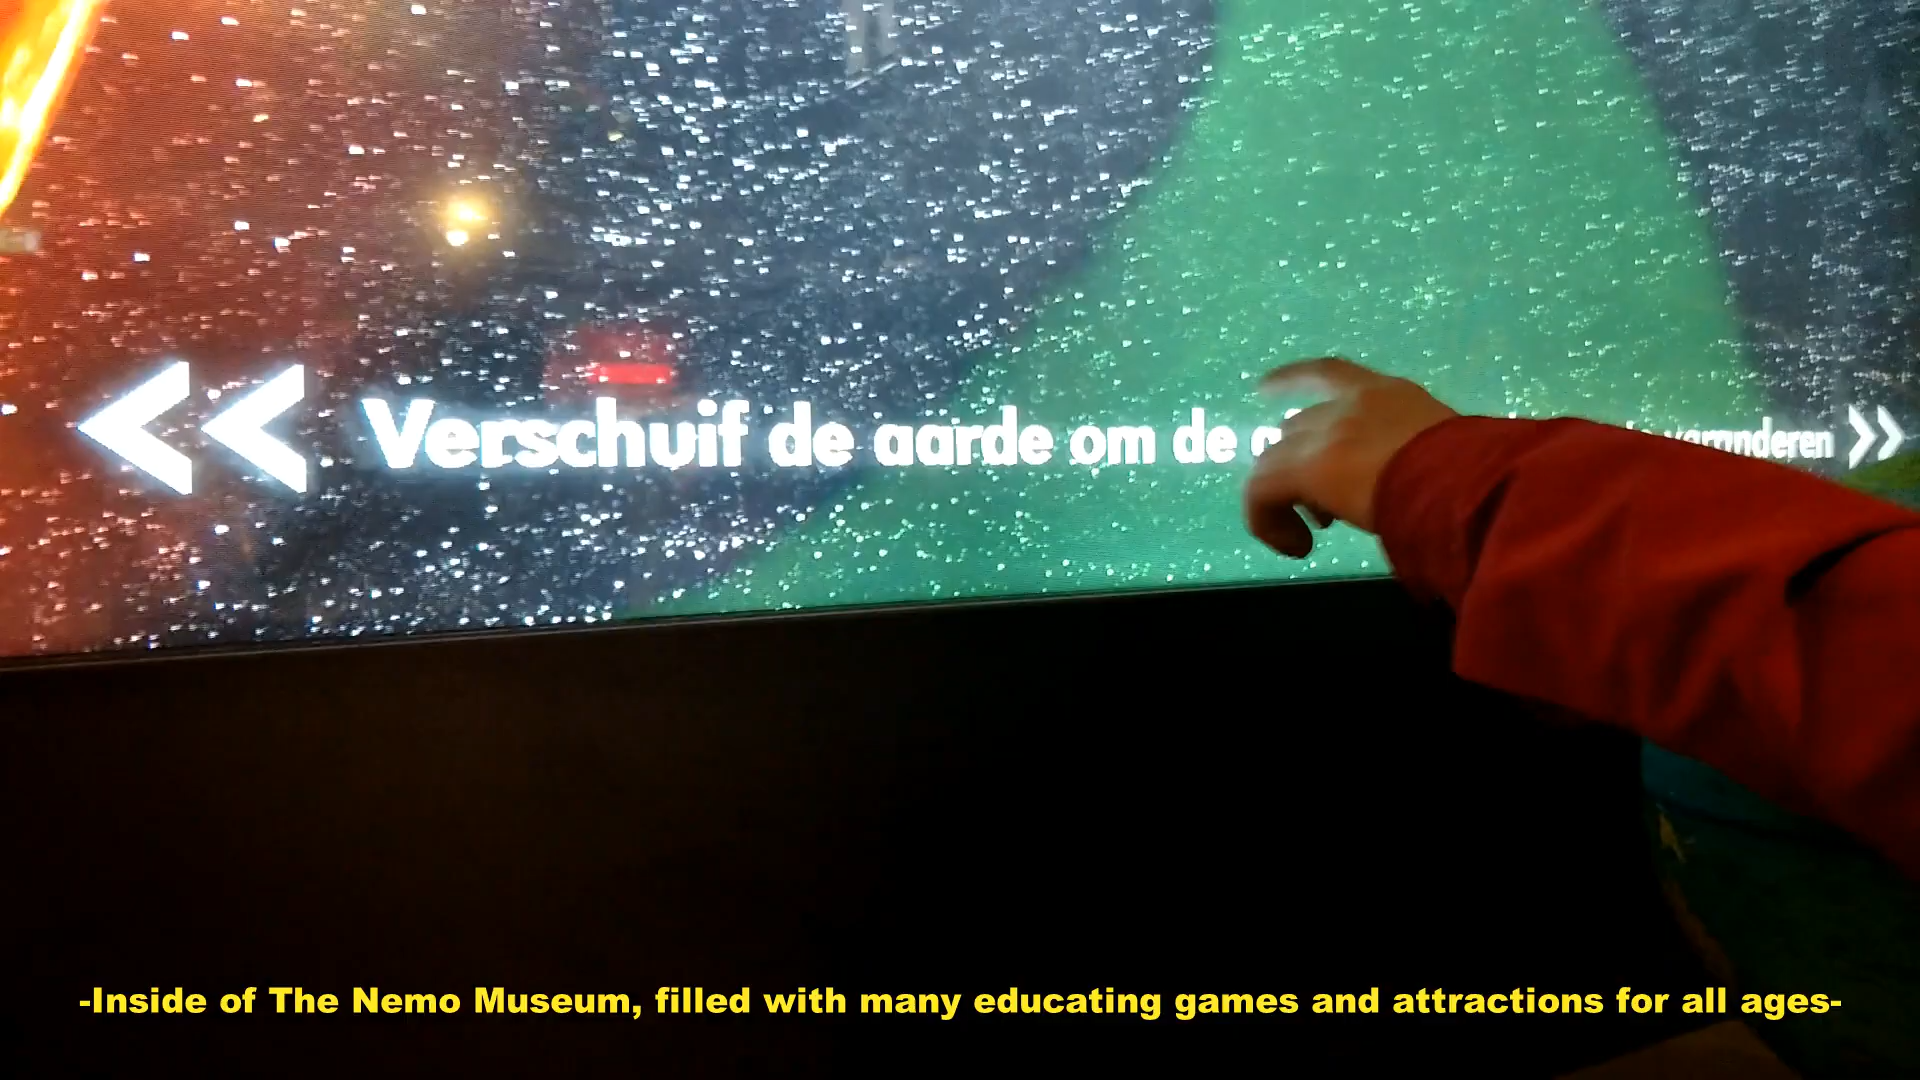 << Verschuif de aarde om de veranderen >>
-Inside of The Nemo Museum, filled with many educating games and attractions for all ages-